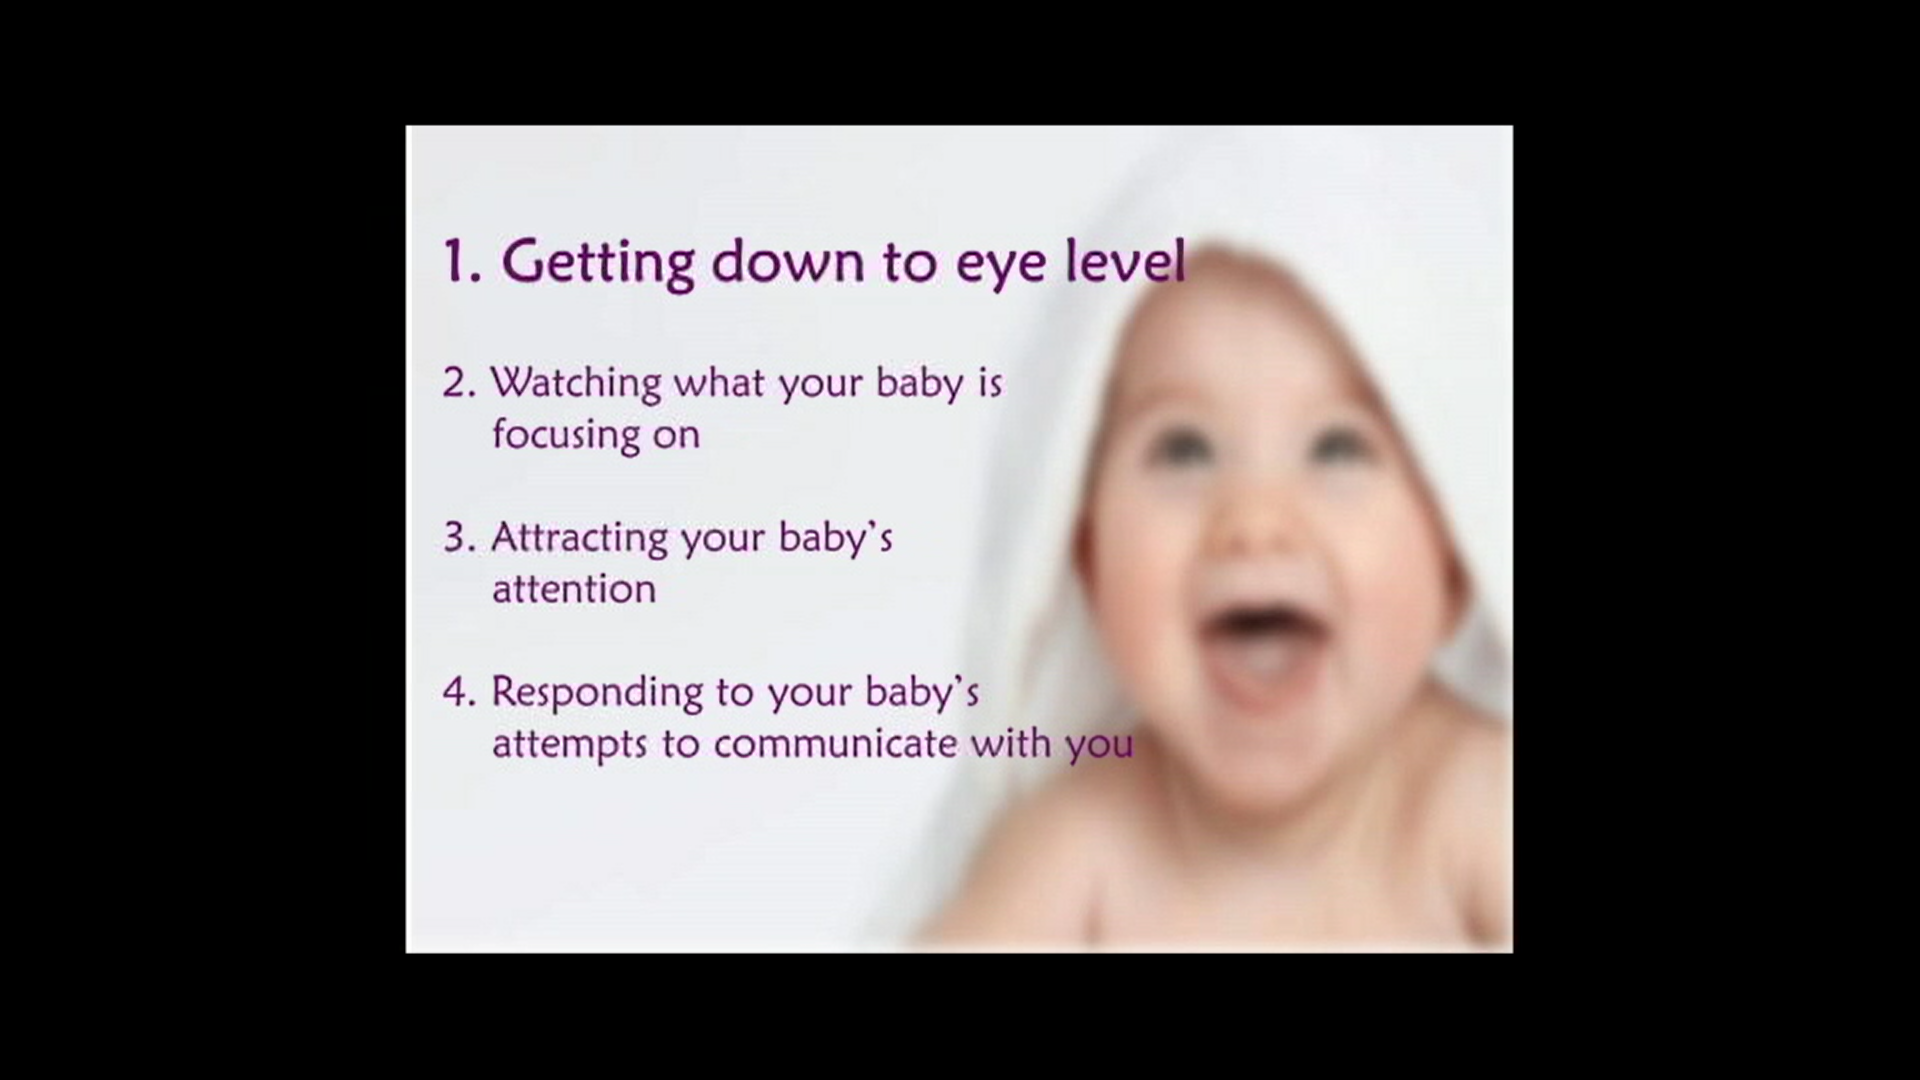 1. Getting down to eye level
2. Watching what your baby is
focusing on
3. Attracting your baby's
attention
4. Responding to your baby's
attempts to communicate with you